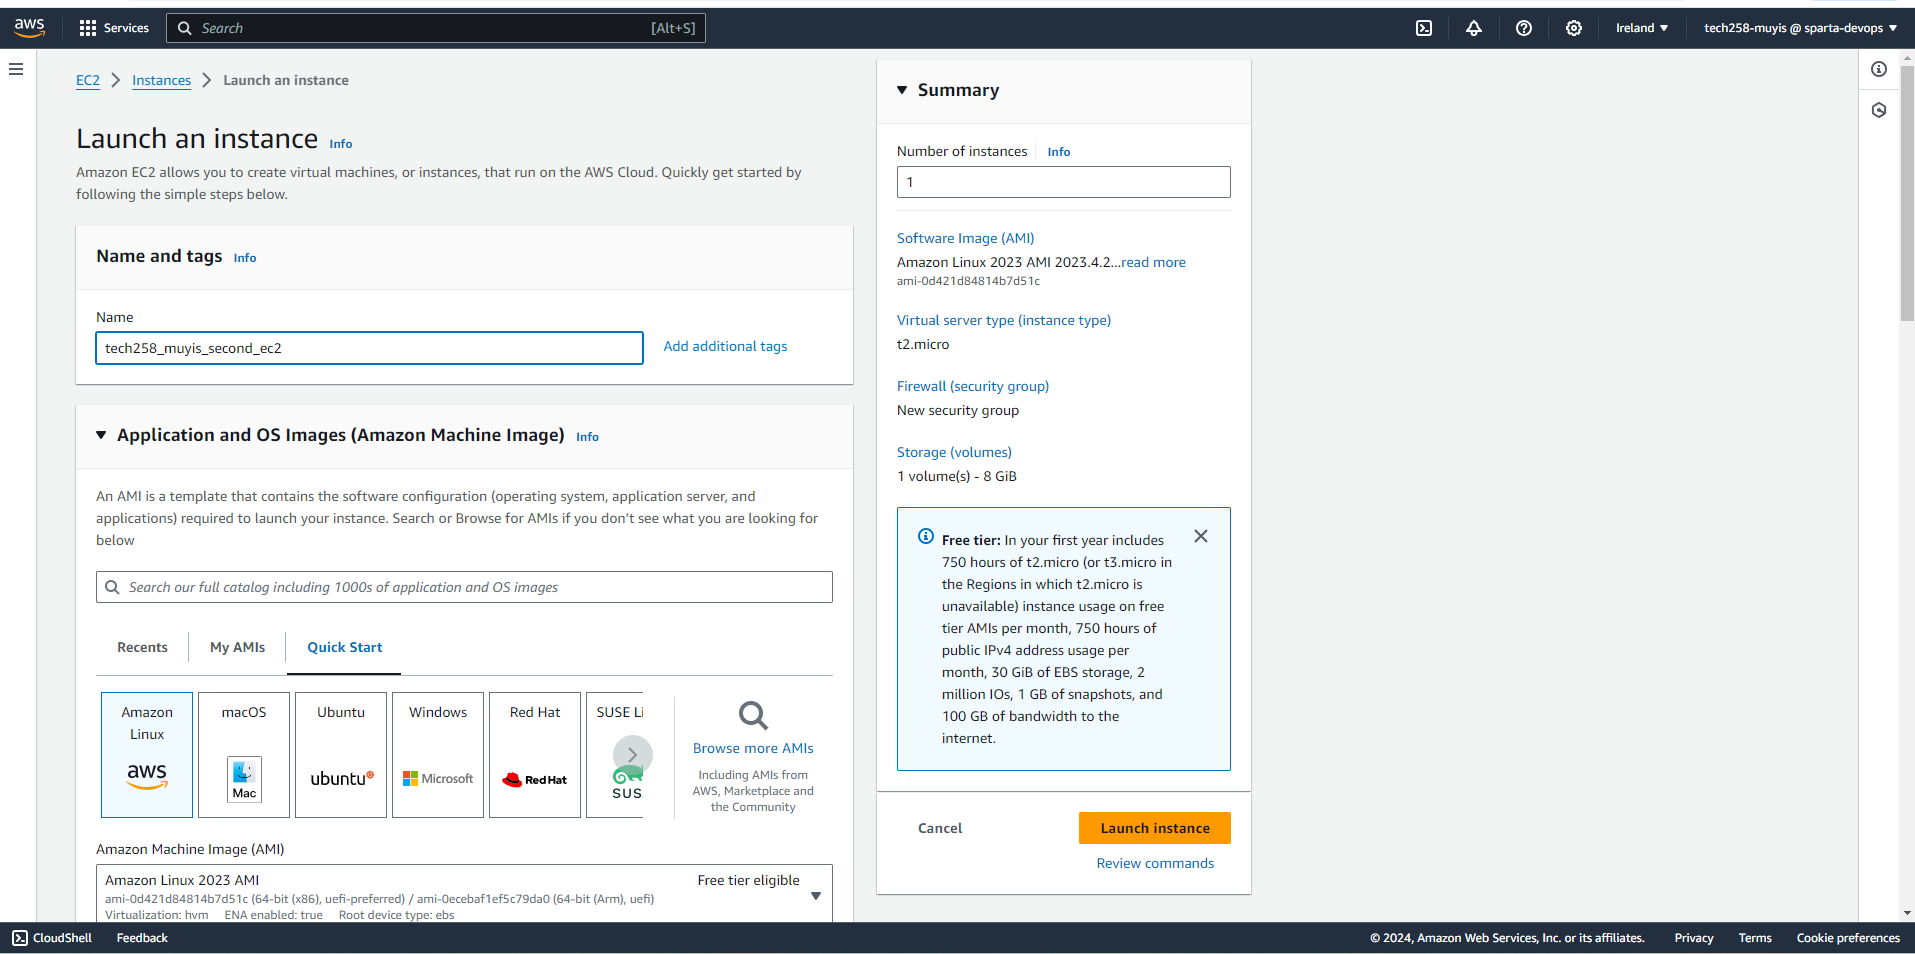 aws
Services
Search
[Alt+S]
Ireland
tech258-muyis @ sparta-devops
EC2
Instances
Launch an instance
Launch an instance
Info
Amazon EC2 allows you to create virtual machines, or instances, that run on the AWS Cloud. Quickly get started by
following the simple steps below.
Name and tags
Info
Name
tech258_muyis_second_ec2
Add additional tags
Application and OS Images (Amazon Machine Image)
Info
An AMI is a template that contains the software configuration (operating system, application server, and
applications) required to launch your instance. Search or Browse for AMIs if you don't see what you are looking for
below
Search our full catalog including 1000s of application and OS images
Recents
My AMIs
Quick Start
Amazon
Linux
aws
macOS
Mac
Ubuntu
ubuntu
Windows
Microsoft
Red Hat
Red Hat
SUSE Li
SUS
Browse more AMIs
Including AMIs from
AWS, Marketplace and
the Community
Amazon Machine Image (AMI)
Amazon Linux 2023 AMI
Free tier eligible
ami-0d421d84814b7d51c (64-bit (x86), uefi-preferred) / ami-0ecebaf1ef5c79da0 (64-bit (Arm), uefi)
Virtualization: hvm ENA enabled: true Root device type: ebs
Summary
Number of instances
Info
1
Software Image (AMI)
Amazon Linux 2023 AMI 2023.4.2...read more
ami-0d421d84814b7d51c
Virtual server type (instance type)
t2.micro
Firewall (security group)
New security group
Storage (volumes)
1 volume(s) - 8 GiB
Free tier: In your first year includes
750 hours of t2.micro (or t3.micro in
the Regions in which t2.micro is
unavailable) instance usage on free
tier AMIs per month, 750 hours of
public IPv4 address usage per
month, 30 GiB of EBS storage, 2
million IOs, 1 GB of snapshots, and
100 GB of bandwidth to the
internet.
Cancel
Launch instance
Review commands
CloudShell
Feedback
© 2024, Amazon Web Services, Inc. or its affiliates.
Privacy
Terms
Cookie preferences